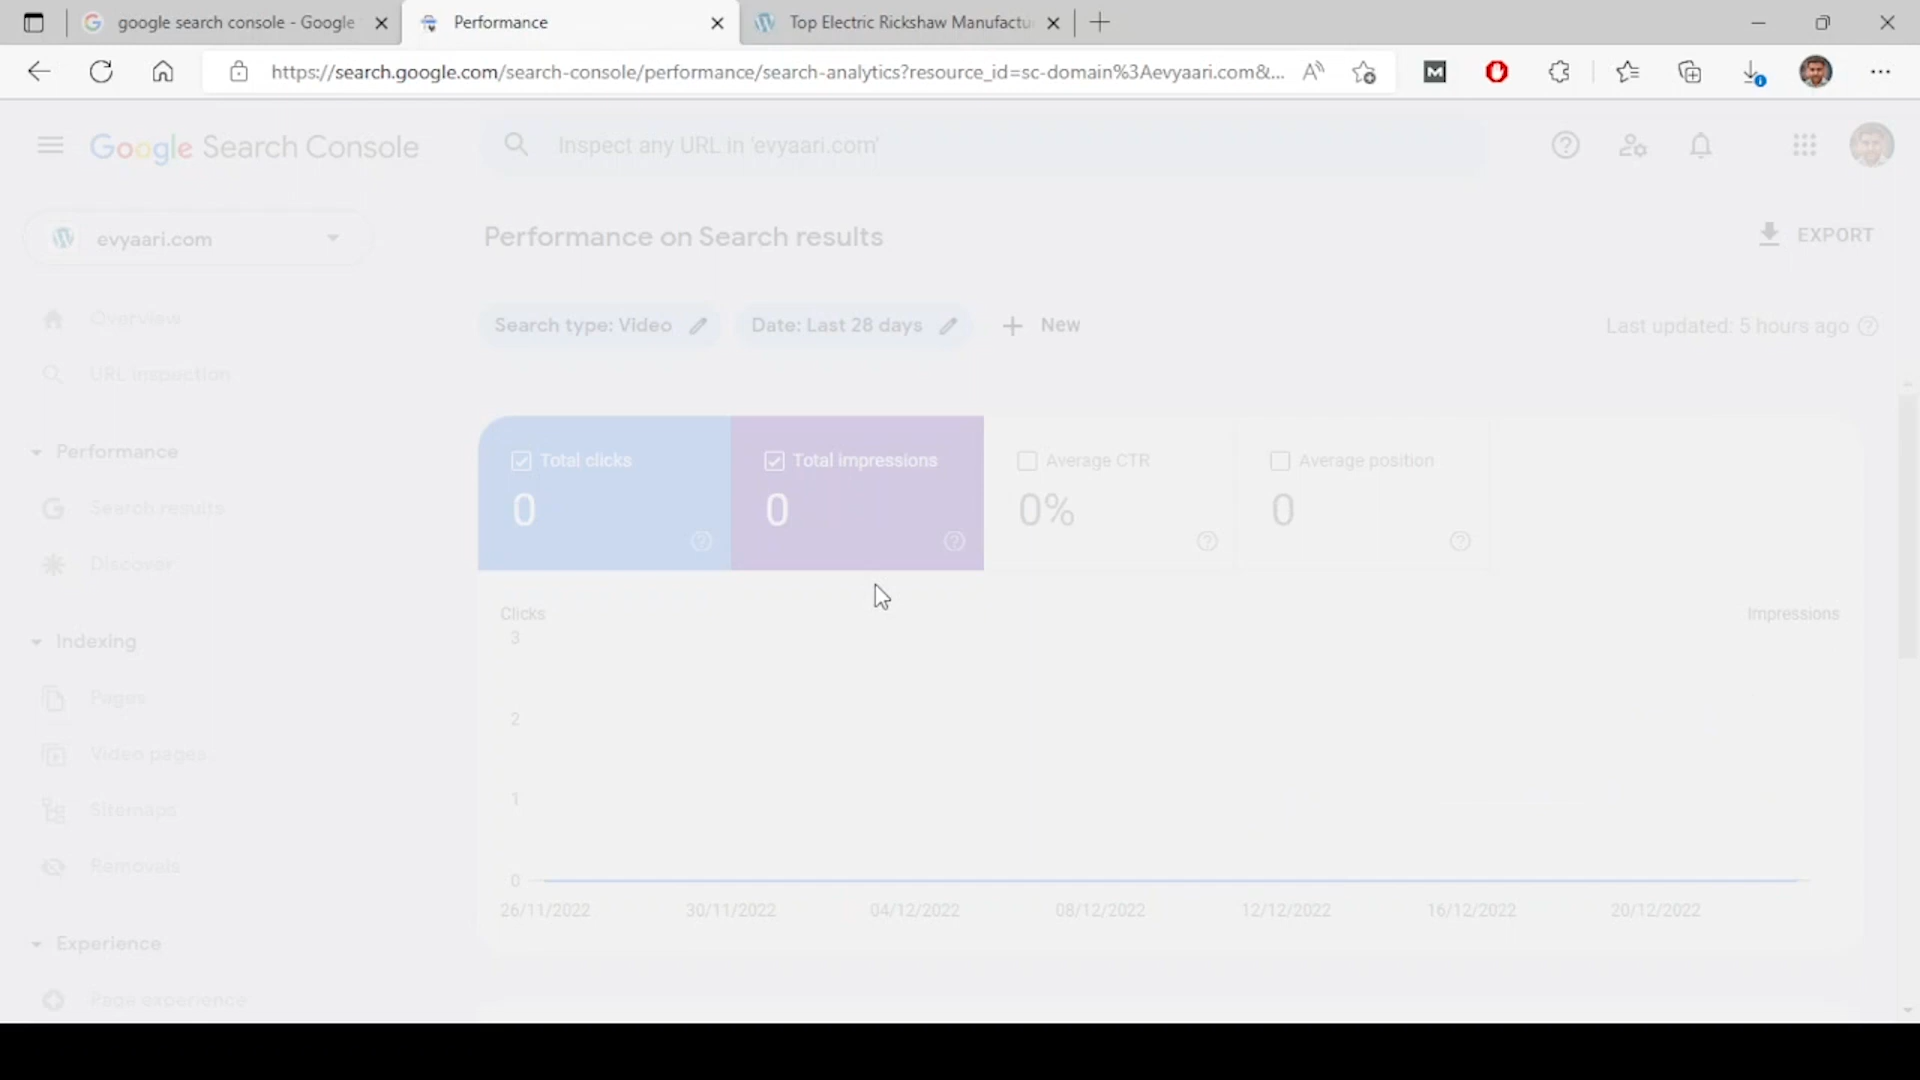 google search console - Google
Performance
Top Electric Rickshaw Manufactu
https://search.google.com/search-console/performance/search-analytics?resource_id=sc-domain%3Aevyaari.com&...
Google Search Console
Inspect any URL in 'evyaari.com'
evyaari.com
Performance on Search results
EXPORT
Overview
Search type: Video
Date: Last 28 days
New
Last updated: 5 hours ago
URL inspection
Performance
Total clicks
0
Total impressions
0
Average CTR
0%
Average position
0
Search results
Discover
Clicks
Impressions
3
2
1
0
26/11/2022
30/11/2022
04/12/2022
08/12/2022
12/12/2022
16/12/2022
20/12/2022
Indexing
Pages
Video pages
Sitemaps
Removals
Experience
Page experience